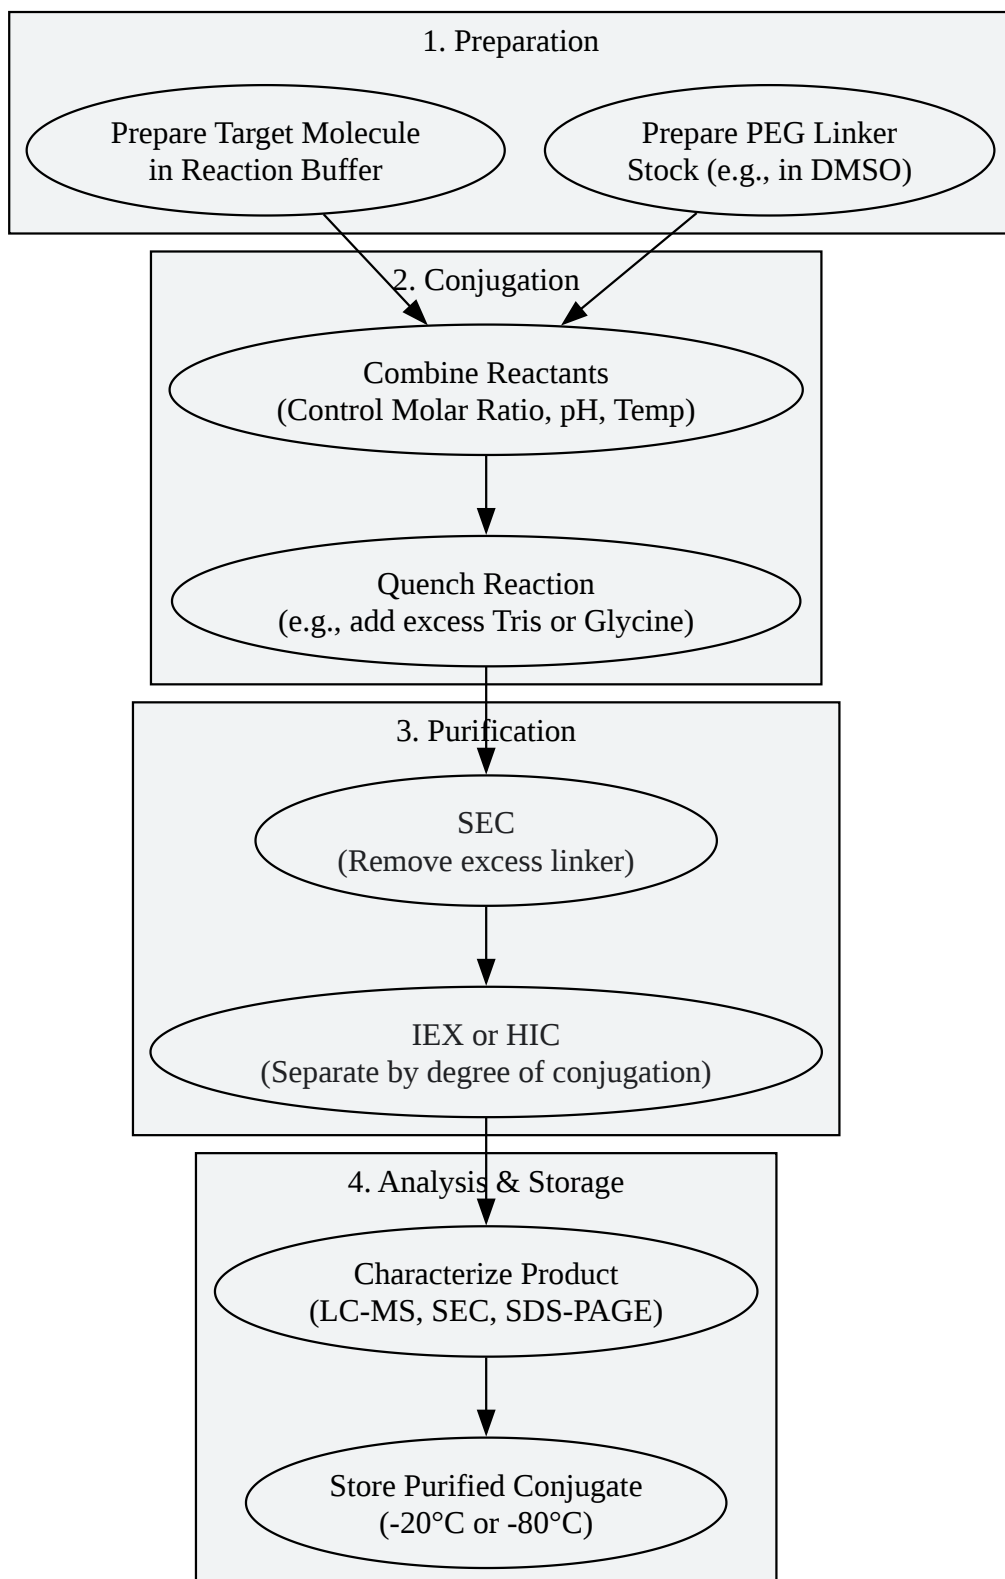 1. Preparation
Prepare Target Molecule
in Reaction Buffer
Prepare PEG Linker
Stock (e.g., in DMSO)
2. Conjugation
Combine Reactants
(Control Molar Ratio, pH, Temp)
Quench Reaction
(e.g., add excess Tris or Glycine)
3. Purification
SEC
(Remove excess linker)
IEX or HIC
(Separate by degree of conjugation)
4. Analysis & Storage
Characterize Product
(LC-MS, SEC, SDS-PAGE)
Store Purified Conjugate
(-20°C or -80°C)